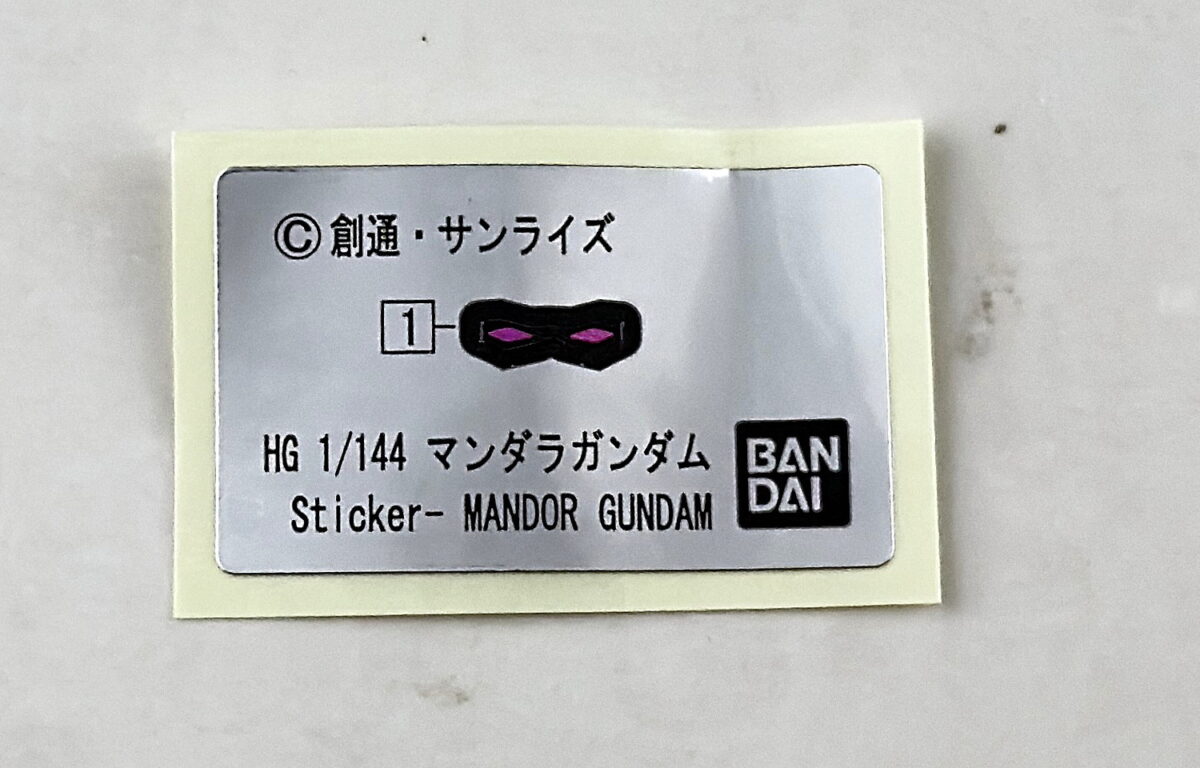 ©創通・サンライズ
1
HG 1/144 マンダラガンダム
Sticker- MANDOR GUNDAM
BAN
DAI